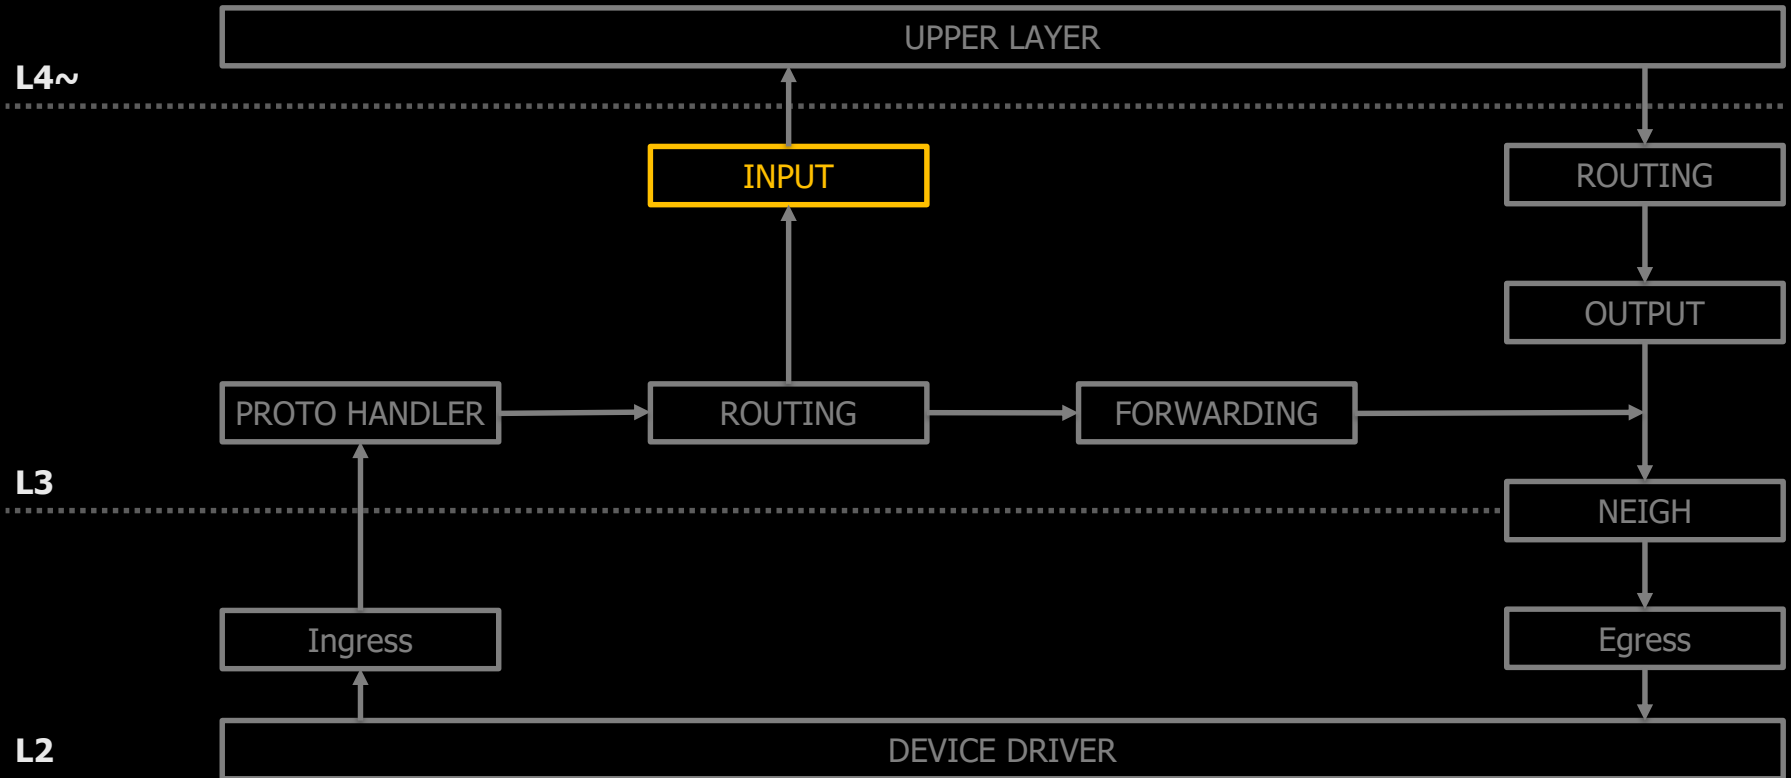 UPPER LAYER
L4~
INPUT
ROUTING
OUTPUT
PROTO HANDLER
ROUTING
FORWARDING
L3
NEIGH
Ingress
Egress
L2
DEVICE DRIVER